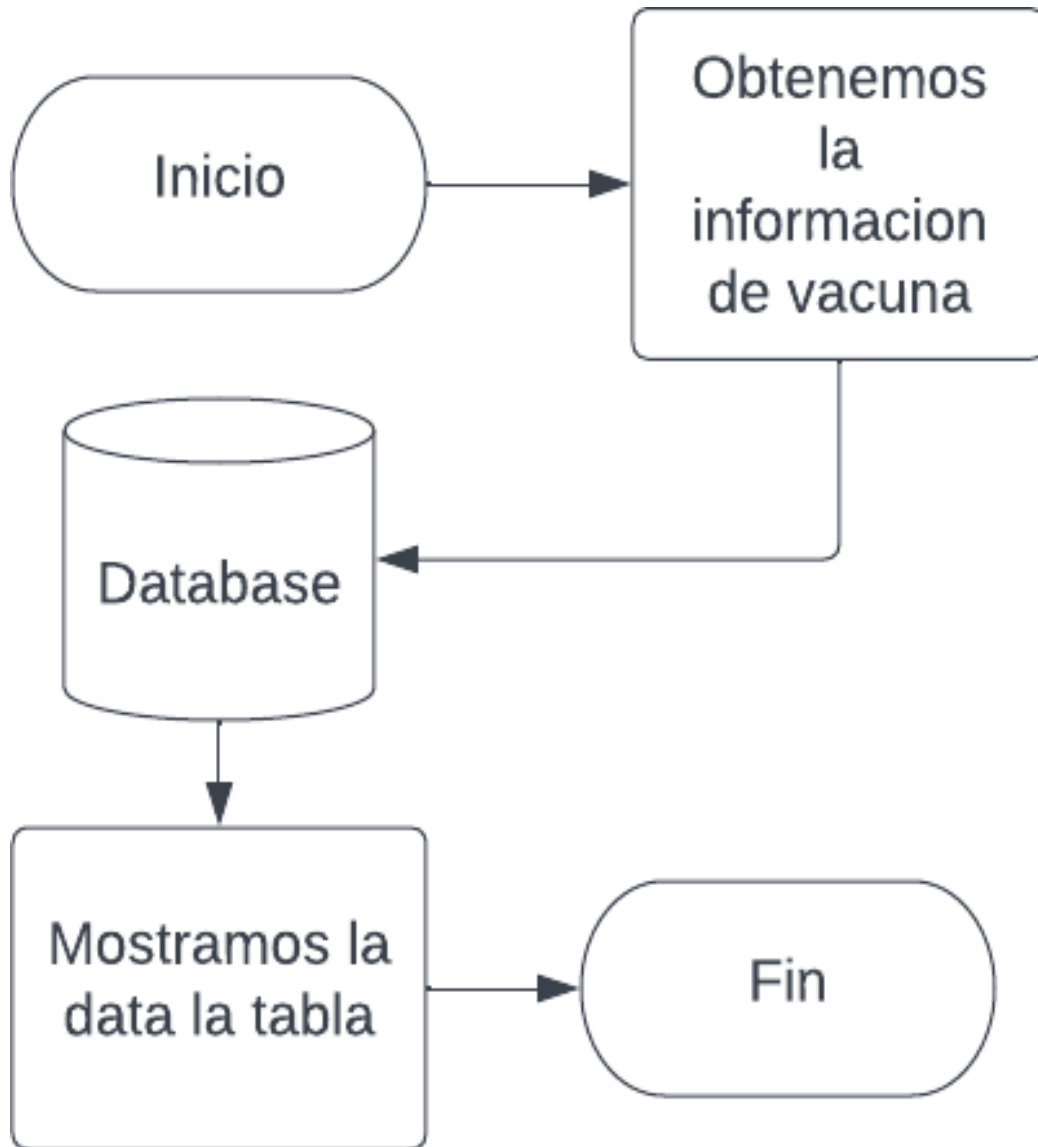 Inicio
Obtenemos
la
informacion
de vacuna
Database
Mostramos la
data la tabla
Fin